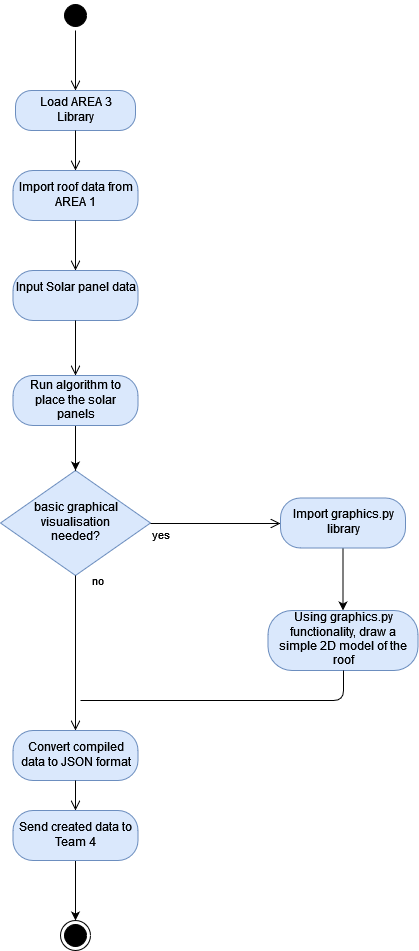 Load AREA 3
Library
Import roof data from
AREA 1
Input Solar panel data
Run algorithm to
place the solar
panels
basic graphical
visualisation
needed?
yes
no
Import graphics.py
library
Using graphics.py
functionality, draw a
simple 2D model of the
roof
Convert compiled
data to JSON format
Send created data to
Team 4